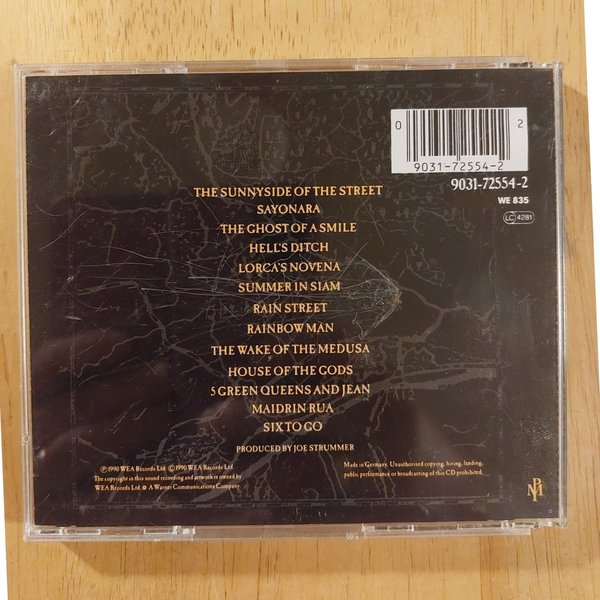 0
2
9031-72554-2
9031-72554-2
WE 835
LC 4281
THE SUNNYSIDE OF THE STREET
SAYONARA
THE GHOST OF A SMILE
HELL'S DITCH
LORCA'S NOVENA
SUMMER IN SIAM
RAIN STREET
RAINBOW MAN
THE WAKE OF THE MEDUSA
HOUSE OF THE GODS
5 GREEN QUEENS AND JEAN
MAIDRIN RUA
SIX TO GO
PRODUCED BY JOE STRUMMER
Ⓟ 1990 WEA Records Ltd. Ⓒ 1990 WEA Records Ltd.
The copyright in this sound recording and artwork is owned by
WEA Records Ltd. A Warner Communications Company
Made in Germany. Unauthorised copying, hiring, lending,
public performance or broadcasting of this CD prohibited.
PM